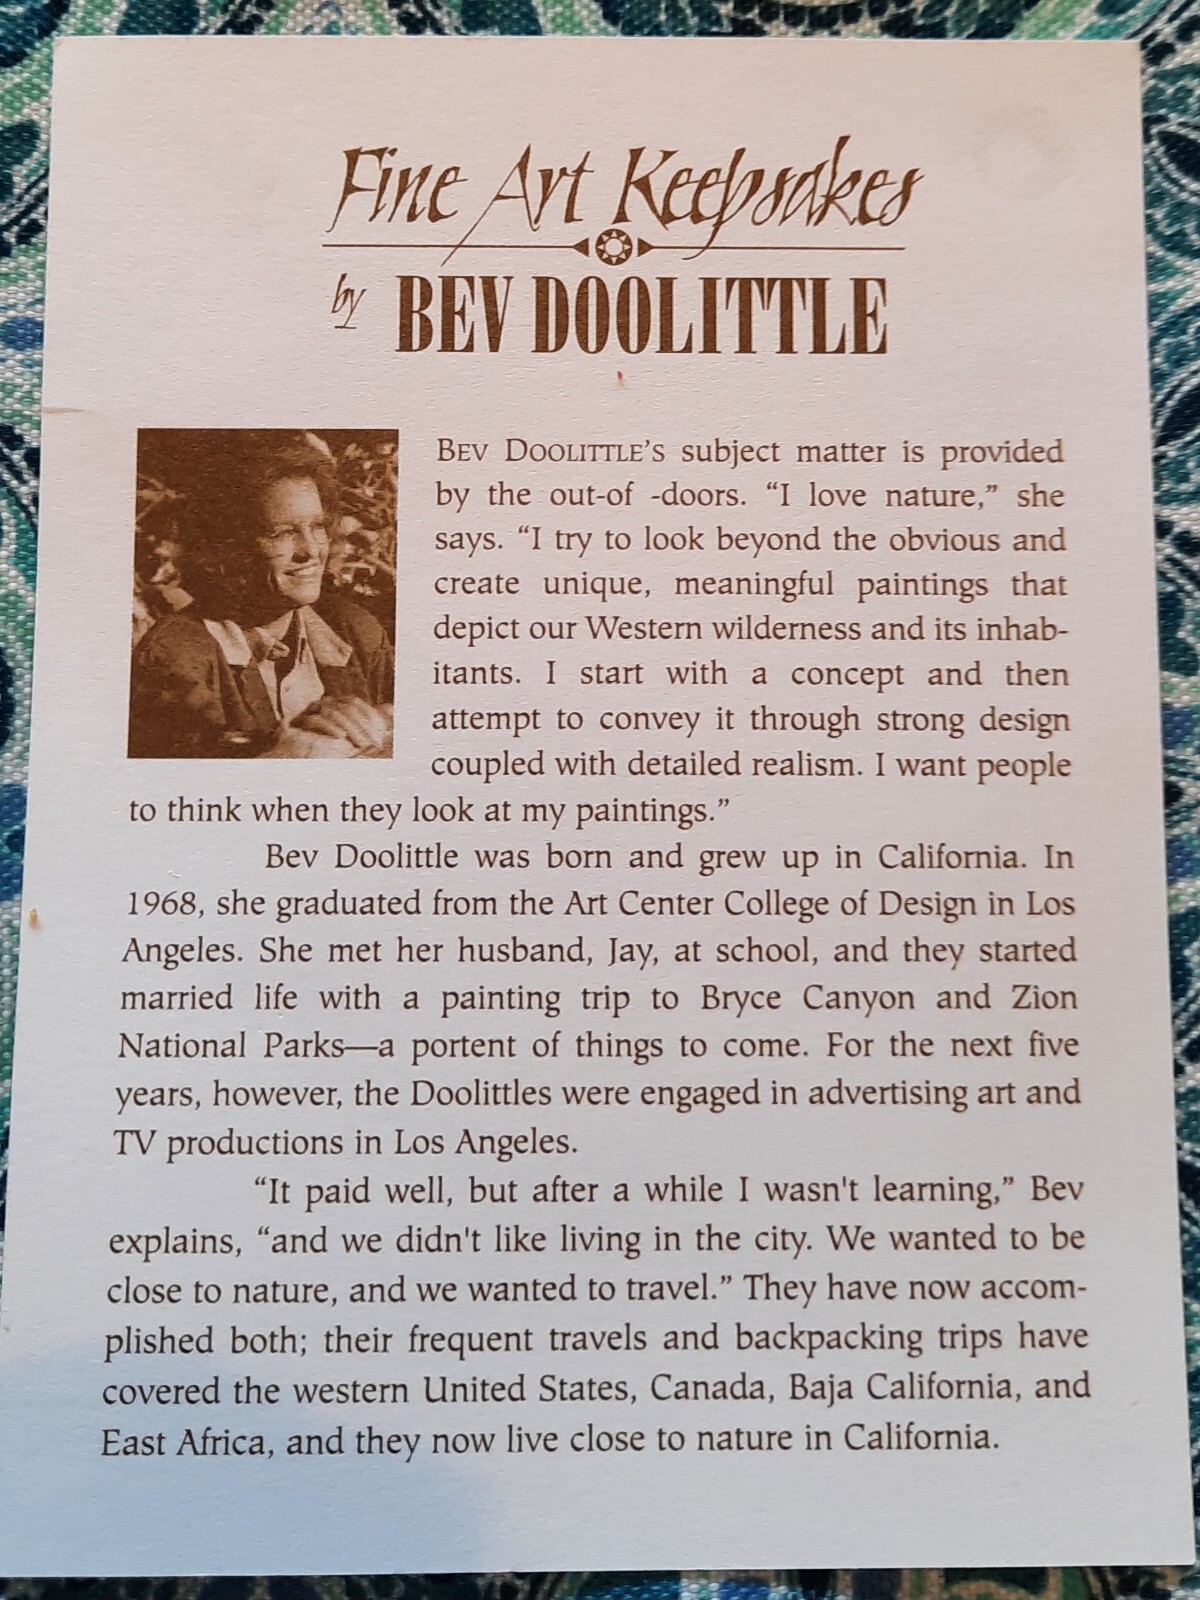 Fine Art Keepsakes
by BEV DOOLITTLE
BEV DOOLITTLE'S subject matter is provided
by the out-of -doors. “I love nature,” she
says. “I try to look beyond the obvious and
create unique, meaningful paintings that
depict our Western wilderness and its inhab-
itants. I start with a concept and then
attempt to convey it through strong design
coupled with detailed realism. I want people
to think when they look at my paintings.”
Bev Doolittle was born and grew up in California. In
1968, she graduated from the Art Center College of Design in Los
Angeles. She met her husband, Jay, at school, and they started
married life with a painting trip to Bryce Canyon and Zion
National Parks—a portent of things to come. For the next five
years, however, the Doolittles were engaged in advertising art and
TV productions in Los Angeles.
“It paid well, but after a while I wasn't learning,” Bev
explains, “and we didn't like living in the city. We wanted to be
close to nature, and we wanted to travel.” They have now accom-
plished both; their frequent travels and backpacking trips have
covered the western United States, Canada, Baja California, and
East Africa, and they now live close to nature in California.